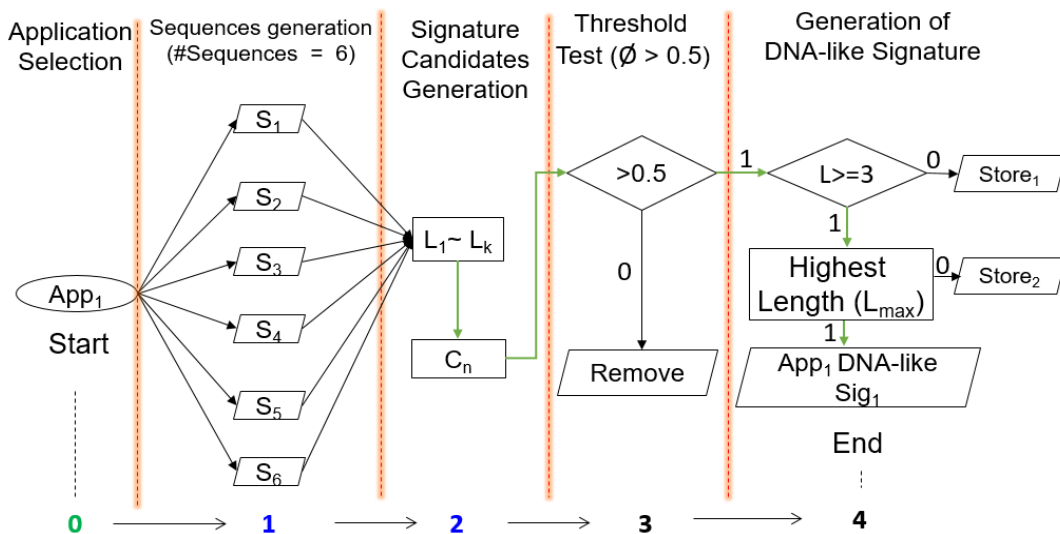 Application
Selection
Sequences generation
(#Sequences = 6)
Signature
Candidates
Generation
Threshold
Test (Ø > 0.5)
Generation of
DNA-like Signature
App₁
Start
S₁
S₂
S₃
S₄
S₅
S₆
L₁~ Lₖ
Cₙ
>0.5
1
0
Remove
L>=3
0
Store₁
1
Highest
Length (Lₘₐₓ)
0
Store₂
1
App₁ DNA-like
Sig₁
End
0
1
2
3
4